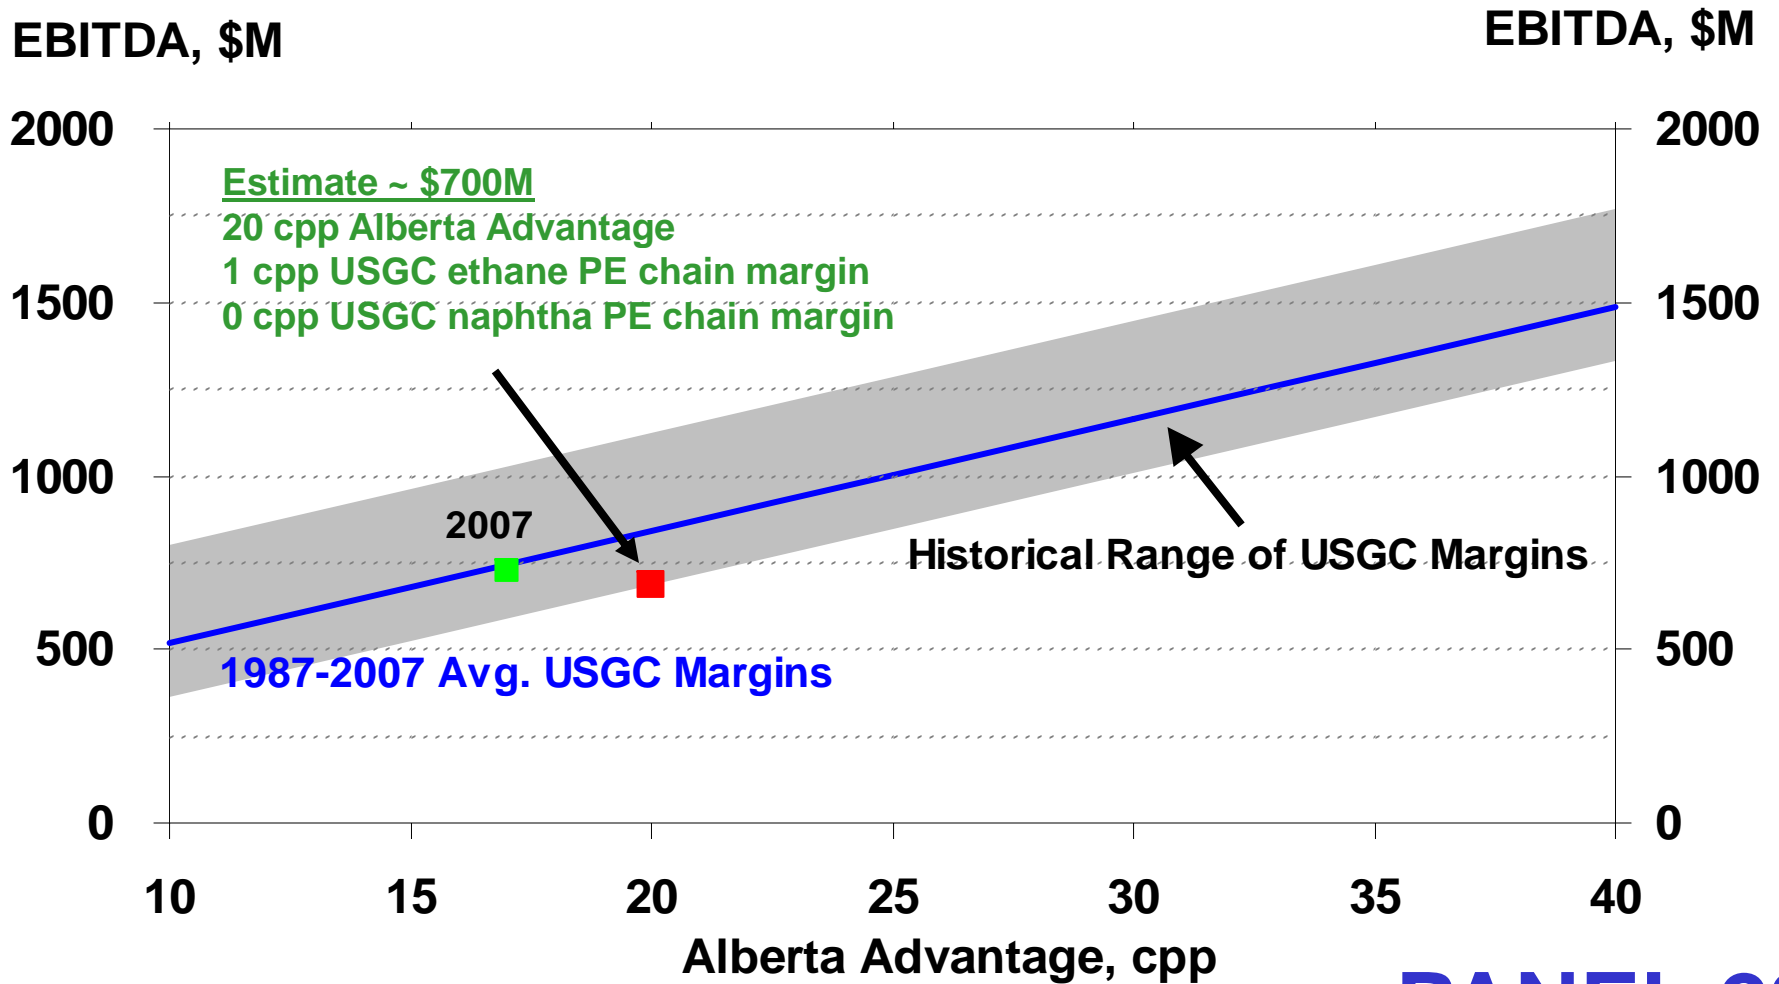 EBITDA, $M
EBITDA, $M
2000
2000
Estimate ~ $700M
20 cpp Alberta Advantage
1 cpp USGC ethane PE chain margin
0 cpp USGC naphtha PE chain margin
1500
1500
1000
1000
2007
Historical Range of USGC Margins
500
500
1987-2007 Avg. USGC Margins
0
0
10 15 20 25 30 35 40
Alberta Advantage, cpp